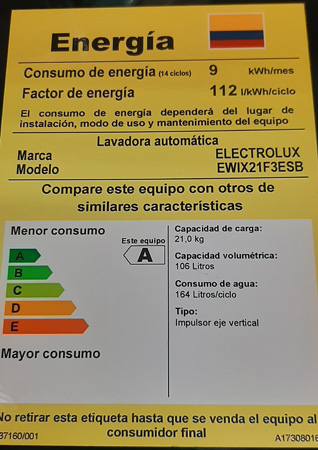 Energía
Consumo de energía (14 ciclos) 9 kWh/mes
Factor de energía 112 l/kWh/ciclo
El consumo de energía dependerá del lugar de
instalación, modo de uso y mantenimiento del equipo
Lavadora automática
Marca ELECTROLUX
Modelo EWIX21F3ESB
Compare este equipo con otros de
similares características
Menor consumo
Este equipo
A
A
B
C
D
E
Mayor consumo
Capacidad de carga:
21,0 kg
Capacidad volumétrica:
106 Litros
Consumo de agua:
164 Litros/ciclo
Tipo:
Impulsor eje vertical
No retirar esta etiqueta hasta que se venda el equipo al
consumidor final
37160/001
A17308016